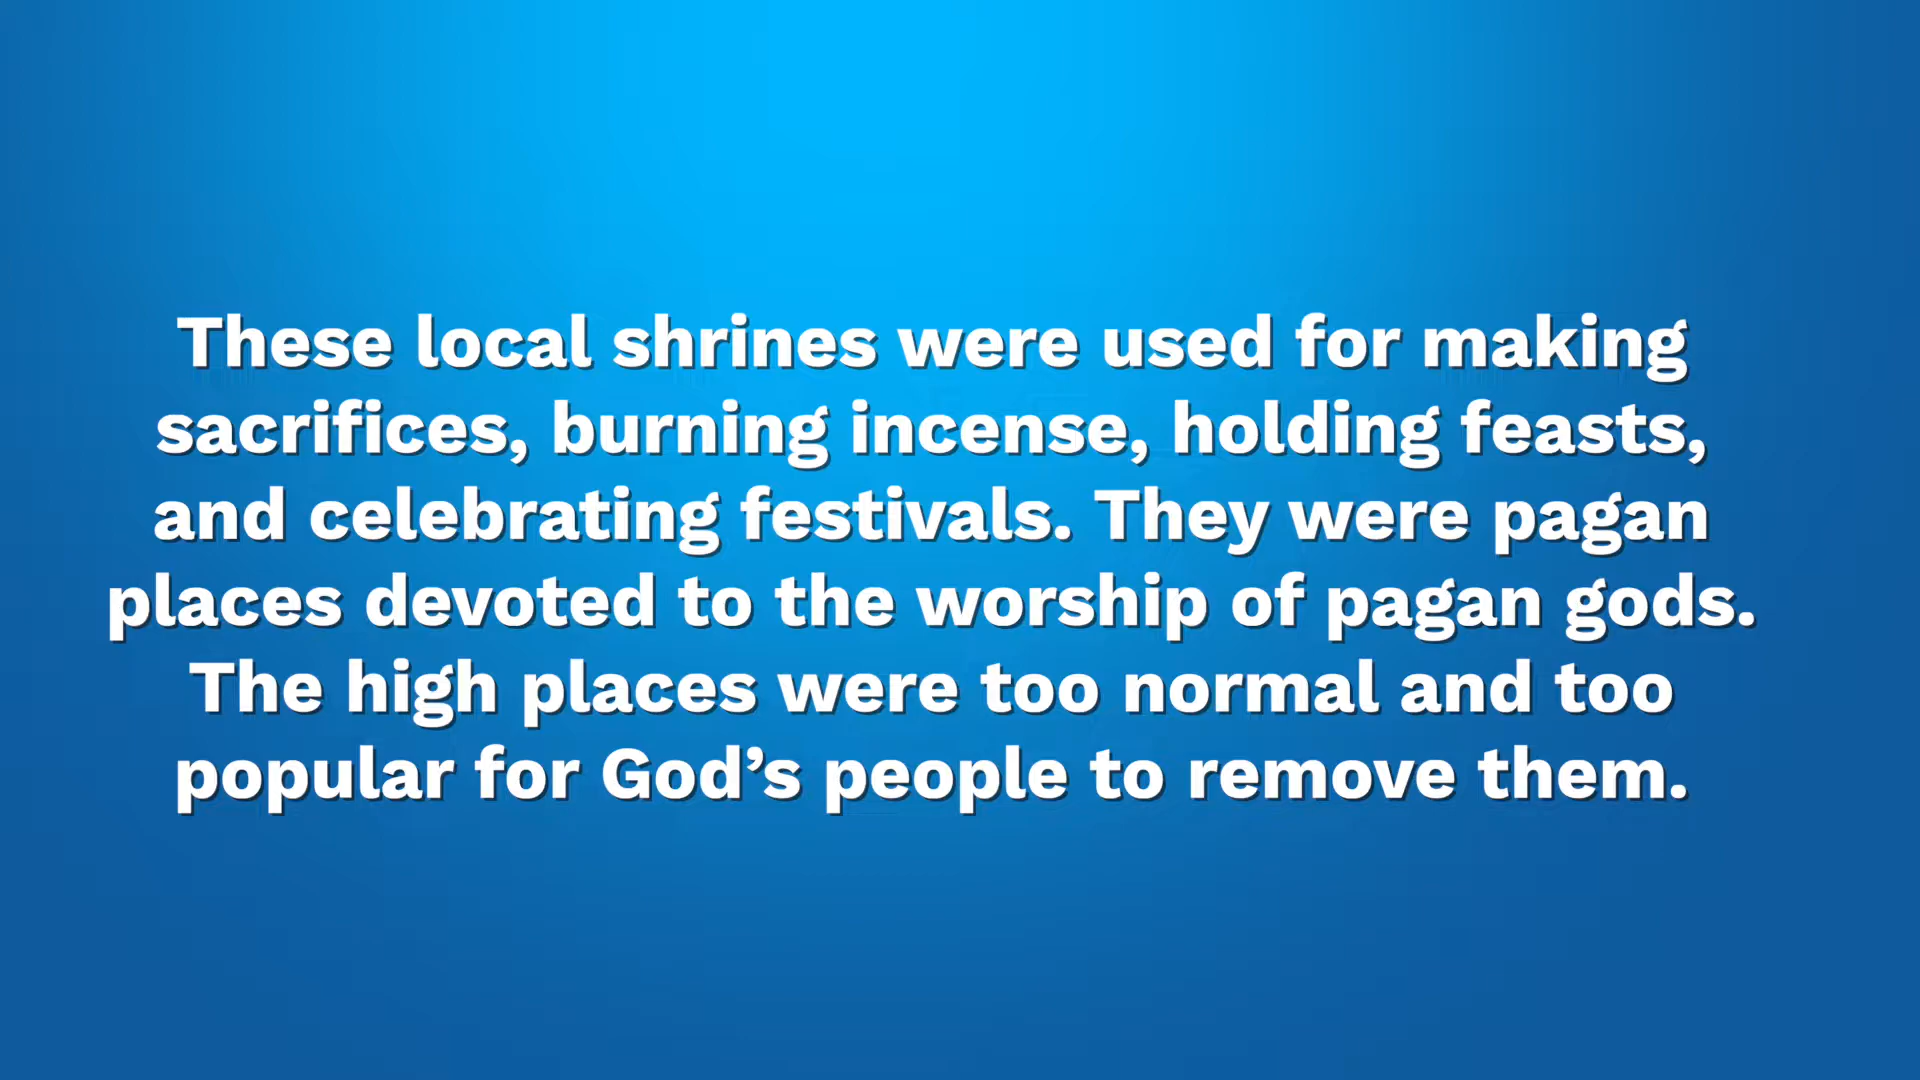 These local shrines were used for making
sacrifices, burning incense, holding feasts,
and celebrating festivals. They were pagan
places devoted to the worship of pagan gods.
The high places were too normal and too
popular for God’s people to remove them.